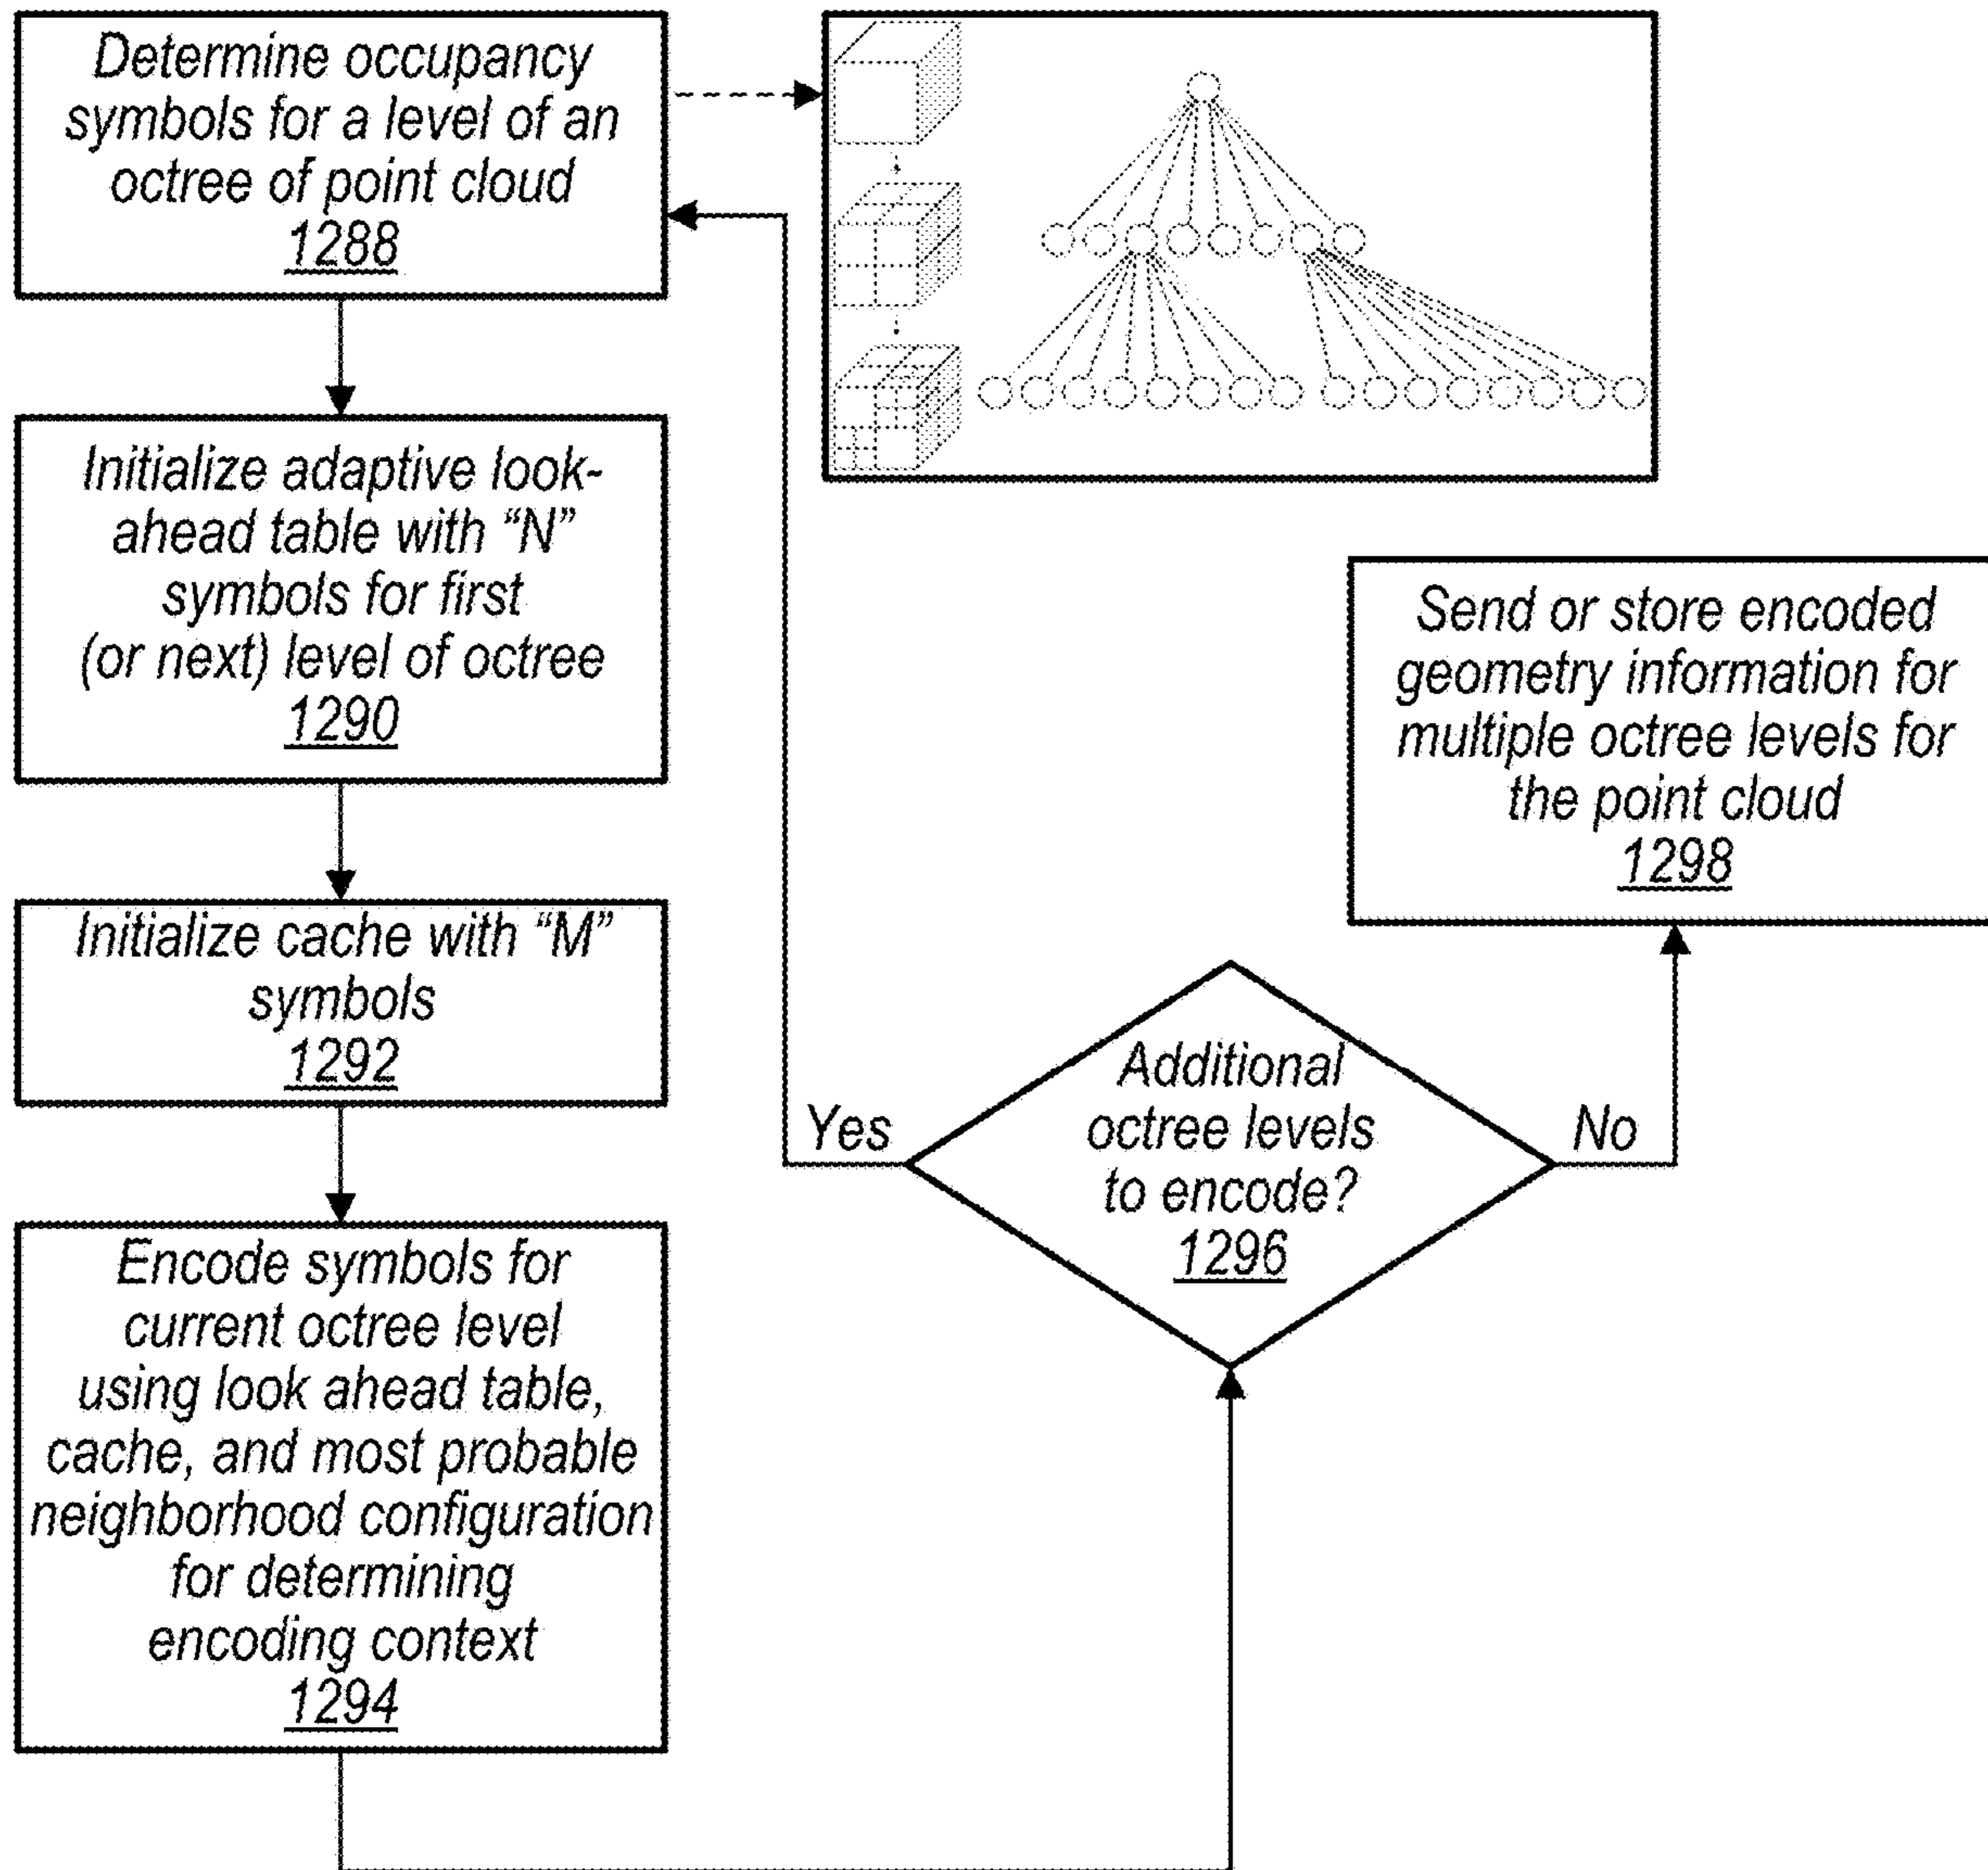 Determine occupancy
symbols for a level of an
octree of point cloud
1288
Initialize adaptive look-
ahead table with “N”
symbols for first
(or next) level of octree
1290
Initialize cache with “M”
symbols
1292
Encode symbols for
current octree level
using look ahead table,
cache, and most probable
neighborhood configuration
for determining
encoding context
1294
Additional
octree levels
to encode?
1296
Yes
No
Send or store encoded
geometry information for
multiple octree levels for
the point cloud
1298